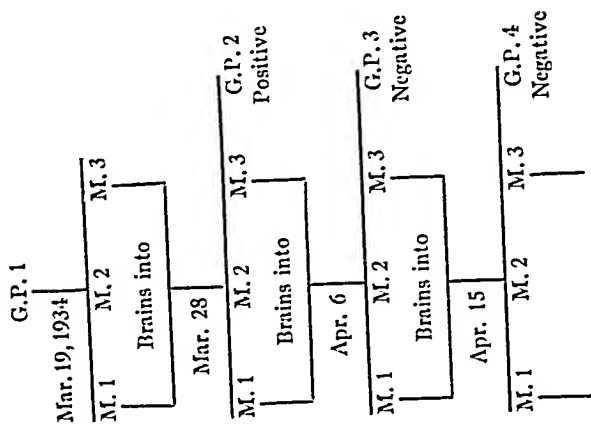 G.P. 1
Mar. 19, 1934
M. 1 M. 2 M. 3
Brains into
Mar. 28
M. 1 M. 2 M. 3 G.P. 2
Positive
Brains into
Apr. 6
M. 1 M. 2 M. 3 G.P. 3
Negative
Brains into
Apr. 15
M. 1 M. 2 M. 3 G.P. 4
Negative